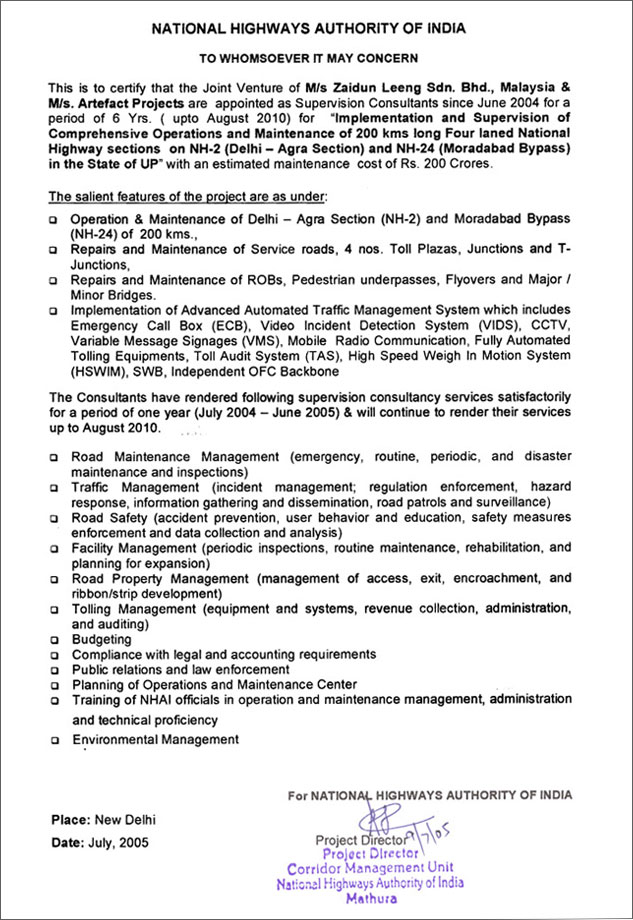 NATIONAL HIGHWAYS AUTHORITY OF INDIA
TO WHOMSOEVER IT MAY CONCERN
This is to certify that the Joint Venture of M/s Zaidun Leeng Sdn. Bhd., Malaysia &
M/s. Artefact Projects are appointed as Supervision Consultants since June 2004 for a
period of 6 Yrs. ( upto August 2010) for "Implementation and Supervision of
Comprehensive Operations and Maintenance of 200 kms long Four laned National
Highway sections on NH-2 (Delhi – Agra Section) and NH-24 (Moradabad Bypass)
in the State of UP" with an estimated maintenance cost of Rs. 200 Crores.
The salient features of the project are as under:
❑ Operation & Maintenance of Delhi – Agra Section (NH-2) and Moradabad Bypass
(NH-24) of 200 kms.,
❑ Repairs and Maintenance of Service roads, 4 nos. Toll Plazas, Junctions and T-
Junctions,
❑ Repairs and Maintenance of ROBs, Pedestrian underpasses, Flyovers and Major /
Minor Bridges.
❑ Implementation of Advanced Automated Traffic Management System which includes
Emergency Call Box (ECB), Video Incident Detection System (VIDS), CCTV,
Variable Message Signages (VMS), Mobile Radio Communication, Fully Automated
Tolling Equipments, Toll Audit System (TAS), High Speed Weigh In Motion System
(HSWIM), SWB, Independent OFC Backbone
The Consultants have rendered following supervision consultancy services satisfactorily
for a period of one year (July 2004 – June 2005) & will continue to render their services
up to August 2010.
❑ Road Maintenance Management (emergency, routine, periodic, and disaster
maintenance and inspections)
❑ Traffic Management (incident management; regulation enforcement, hazard
response, information gathering and dissemination, road patrols and surveillance)
❑ Road Safety (accident prevention, user behavior and education, safety measures
enforcement and data collection and analysis)
❑ Facility Management (periodic inspections, routine maintenance, rehabilitation, and
planning for expansion)
❑ Road Property Management (management of access, exit, encroachment, and
ribbon/strip development)
❑ Tolling Management (equipment and systems, revenue collection, administration,
and auditing)
❑ Budgeting
❑ Compliance with legal and accounting requirements
❑ Public relations and law enforcement
❑ Planning of Operations and Maintenance Center
❑ Training of NHAI officials in operation and maintenance management, administration
and technical proficiency
❑ Environmental Management
For NATIONAL HIGHWAYS AUTHORITY OF INDIA
Place: New Delhi
Date: July, 2005
Project Director
Project Director
Corridor Management Unit
National Highways Authority of India
Mathura